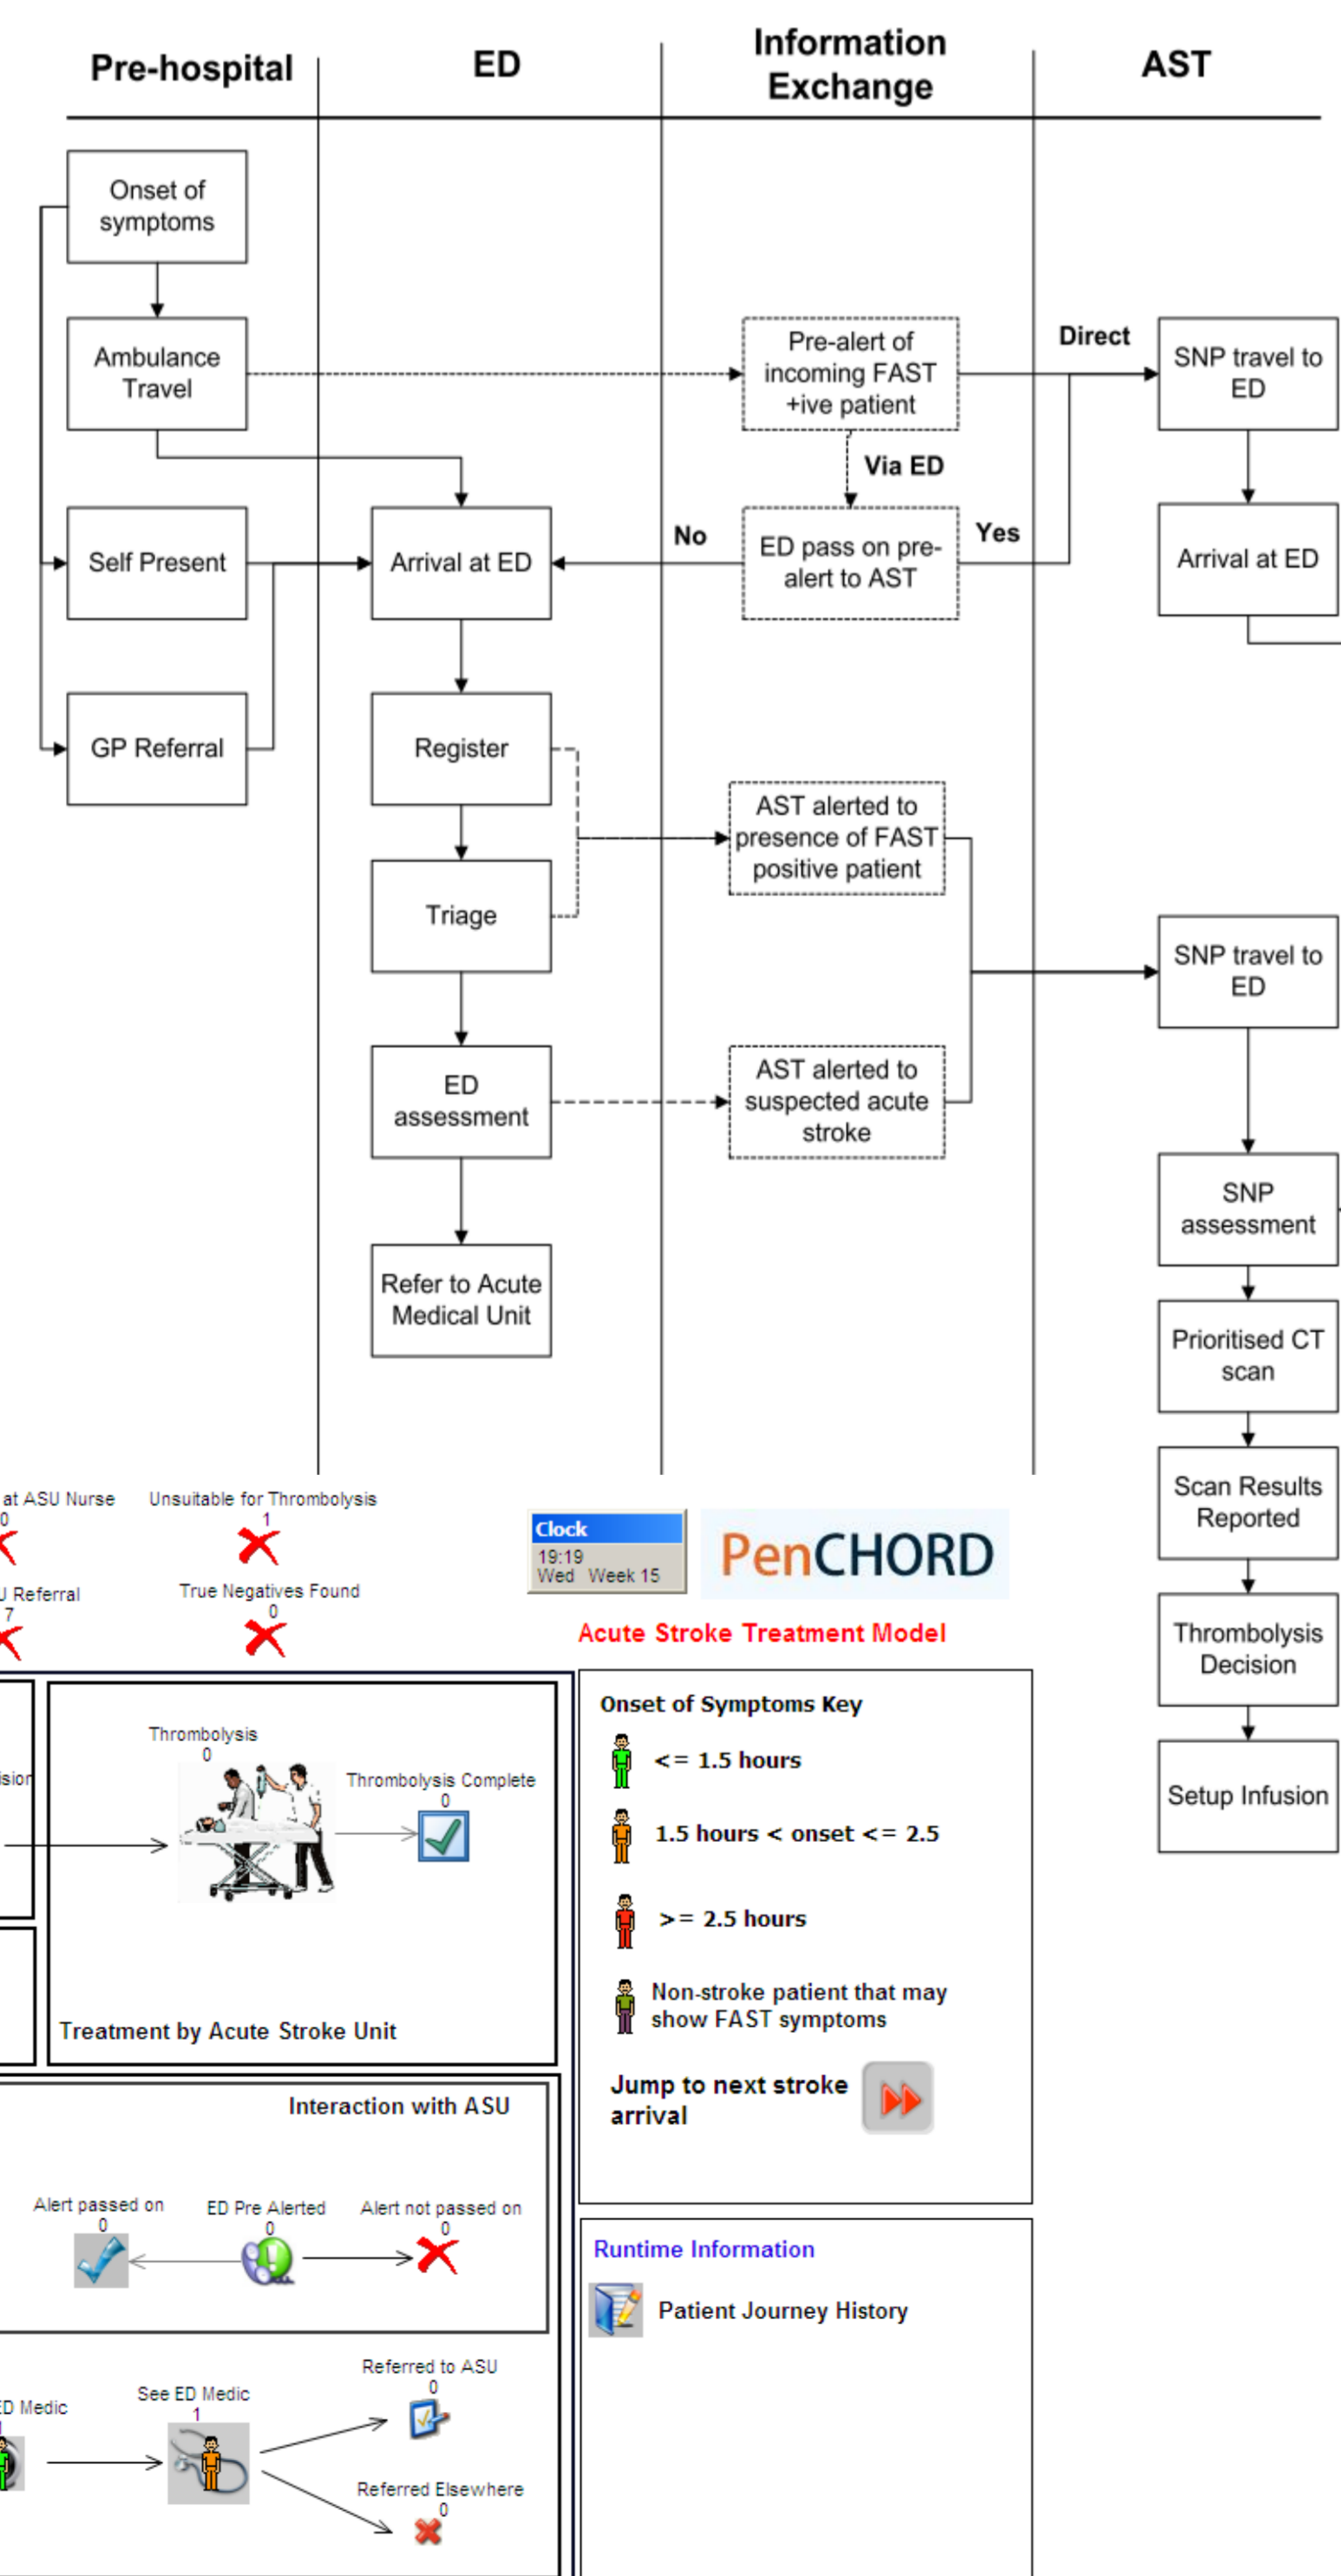 Pre-hospital
ED
Information
Exchange
AST
Onset of
symptoms
Ambulance
Travel
Pre-alert of
incoming FAST
+ive patient
Direct
SNP travel to
ED
Via ED
Self Present
Arrival at ED
No
ED pass on pre-
alert to AST
Yes
Arrival at ED
GP Referral
Register
AST alerted to
presence of FAST
positive patient
Triage
SNP travel to
ED
ED
assessment
AST alerted to
suspected acute
stroke
SNP
assessment
Refer to Acute
Medical Unit
Prioritised CT
scan
Scan Results
Reported
Thrombolysis
Decision
Setup Infusion
at ASU Nurse
0
Unsuitable for Thrombolysis
1
Clock
19:19
Wed Week 15
PenCHORD
U Referral
7
True Negatives Found
0
Acute Stroke Treatment Model
Thrombolysis
0
Thrombolysis Complete
0
Treatment by Acute Stroke Unit
Onset of Symptoms Key
<= 1.5 hours
1.5 hours < onset <= 2.5
>= 2.5 hours
Non-stroke patient that may
show FAST symptoms
Jump to next stroke
arrival
Interaction with ASU
Alert passed on
0
ED Pre Alerted
0
Alert not passed on
0
Runtime Information
Patient Journey History
ED Medic
See ED Medic
1
Referred to ASU
0
Referred Elsewhere
0